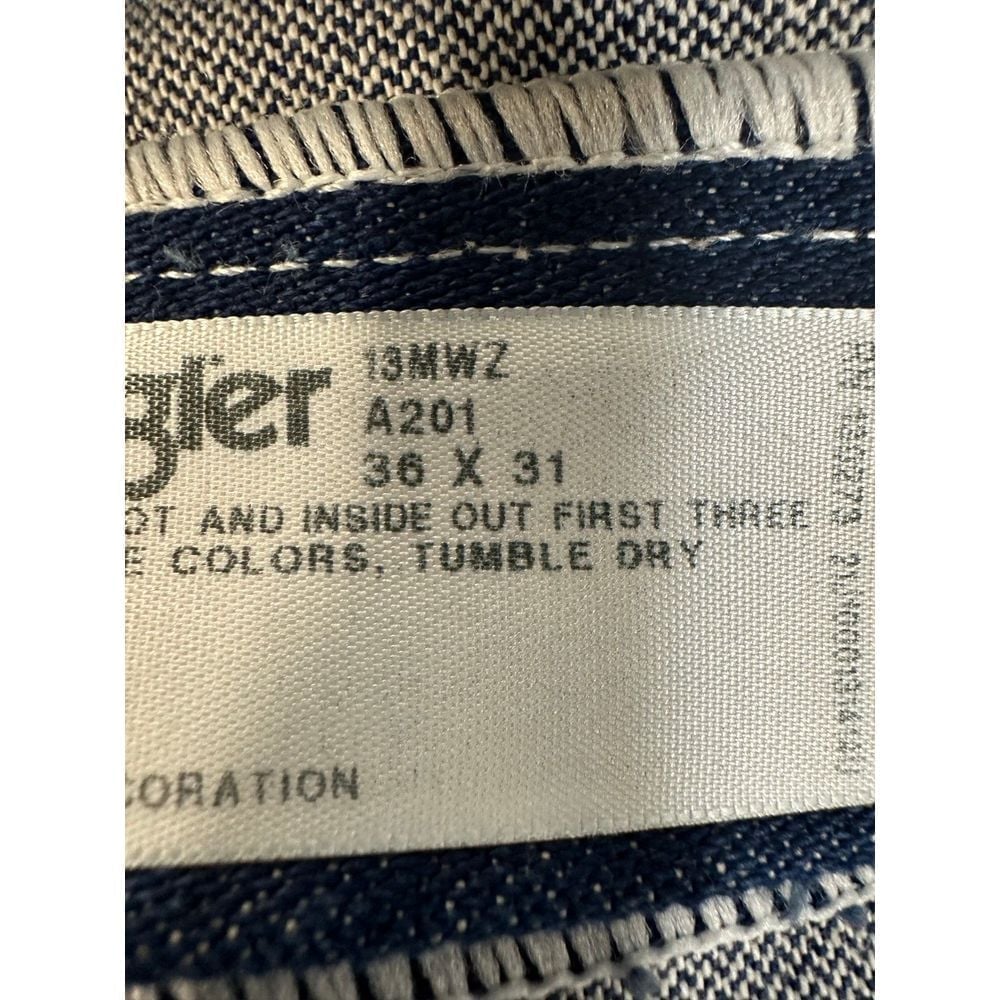 gler
13MWZ
A201
36 X 31
OT AND INSIDE OUT FIRST THREE
E COLORS, TUMBLE DRY
CORATION